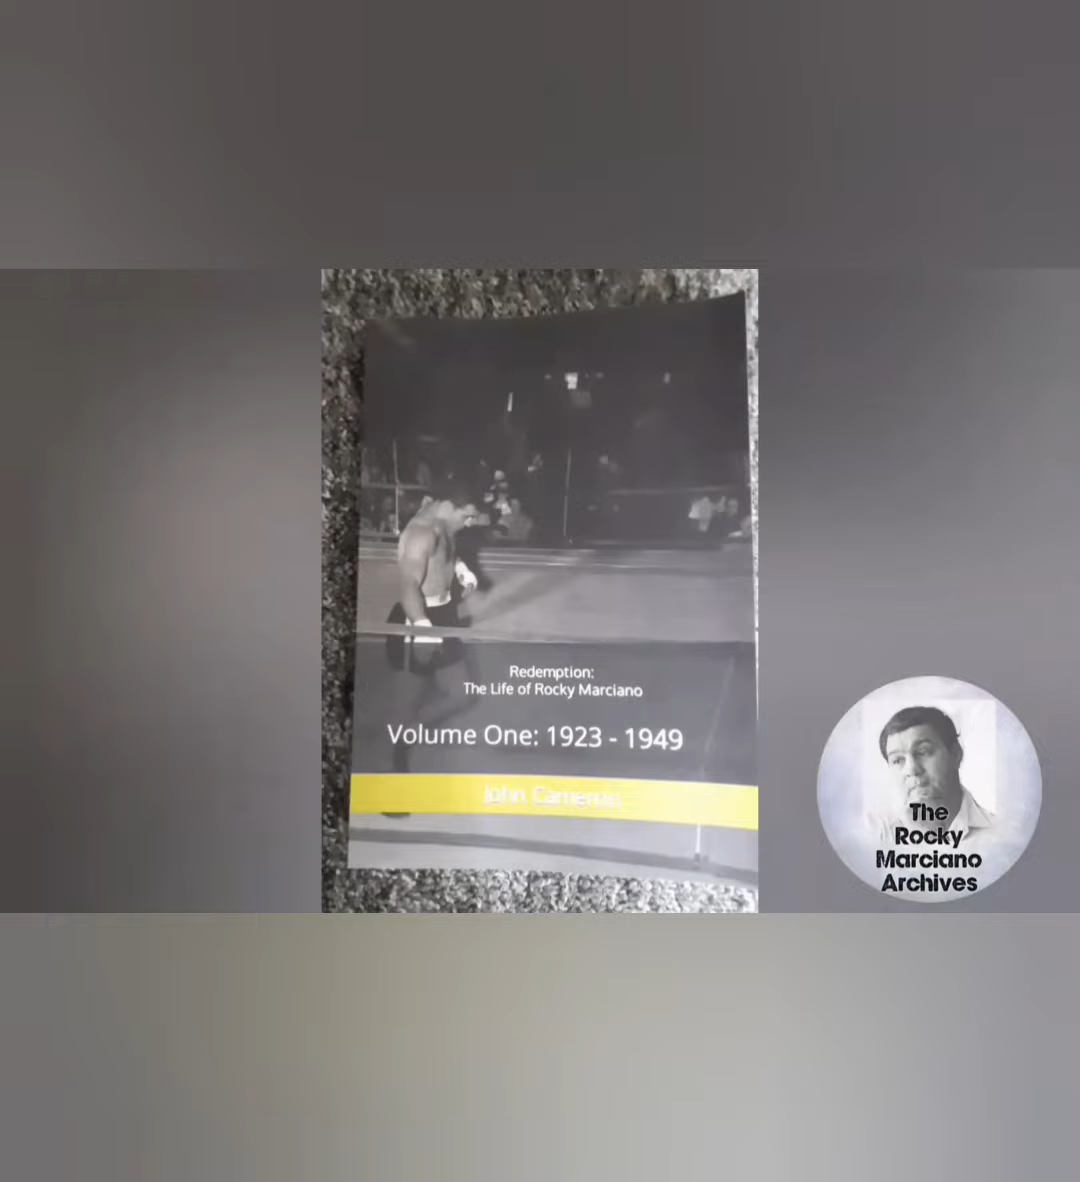 Redemption:
The Life of Rocky Marciano
Volume One: 1923 - 1949
John Cameron
The
Rocky
Marciano
Archives